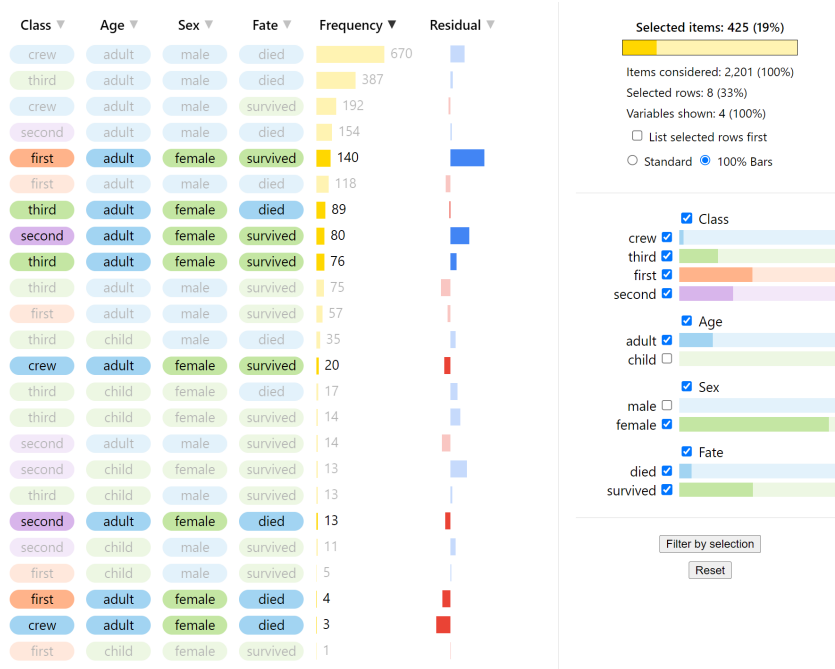 Class ▼ Age ▼ Sex ▼ Fate ▼ Frequency ▼ Residual ▼
crew adult male died 670
third adult male died 387
crew adult male survived 192
second adult male died 154
first adult female survived 140
first adult male died 118
third adult female died 89
second adult female survived 80
third adult female survived 76
third adult male survived 75
first adult male survived 57
third child male died 35
crew adult female survived 20
third child female died 17
third child female survived 14
second adult male survived 14
second child female survived 13
third child male survived 13
second adult female died 13
second child male survived 11
first child male survived 5
first adult female died 4
crew adult female died 3
first child female survived 1
Selected items: 425 (19%)
Items considered: 2,201 (100%)
Selected rows: 8 (33%)
Variables shown: 4 (100%)
List selected rows first
Standard 100% Bars
Class
crew
third
first
second
Age
adult
child
Sex
male
female
Fate
died
survived
Filter by selection
Reset